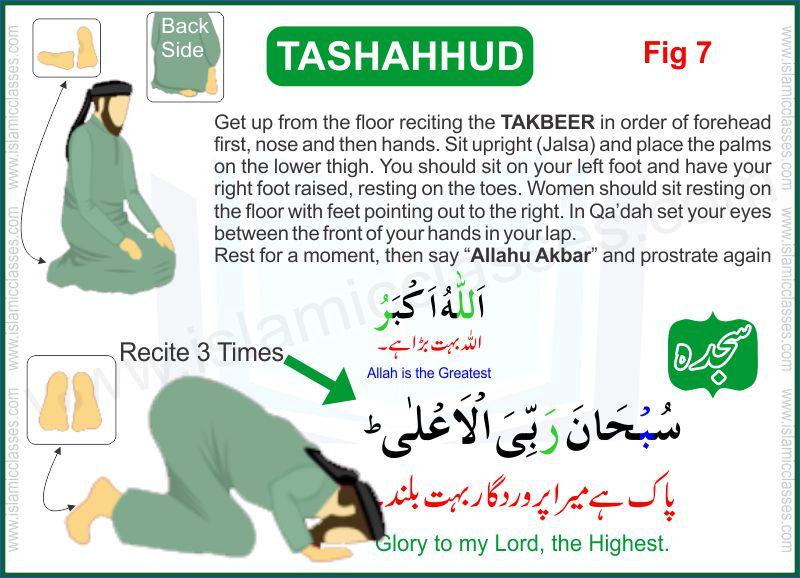 Back
Side
TASHAHHUD
Fig 7
Get up from the floor reciting the TAKBEER in order of forehead
first, nose and then hands. Sit upright (Jalsa) and place the palms
on the lower thigh. You should sit on your left foot and have your
right foot raised, resting on the toes. Women should sit resting on
the floor with feet pointing out to the right. In Qa’dah set your eyes
between the front of your hands in your lap.
Rest for a moment, then say “Allahu Akbar” and prostrate again
اَللّٰهُ اَكْبَرُ
اللہ بہت بڑا ہے۔
Allah is the Greatest
سجدہ
Recite 3 Times
سُبْحَانَ رَبِّىَ الْاَعْلٰى ؕ
پاک ہے میرا پروردگار بہت بلند۔
Glory to my Lord, the Highest.
www.islamicclasses.com
www.islamicclasses.com
www.islamicclasses.com
www.islamicclasses.com
www.islamicclasses.com